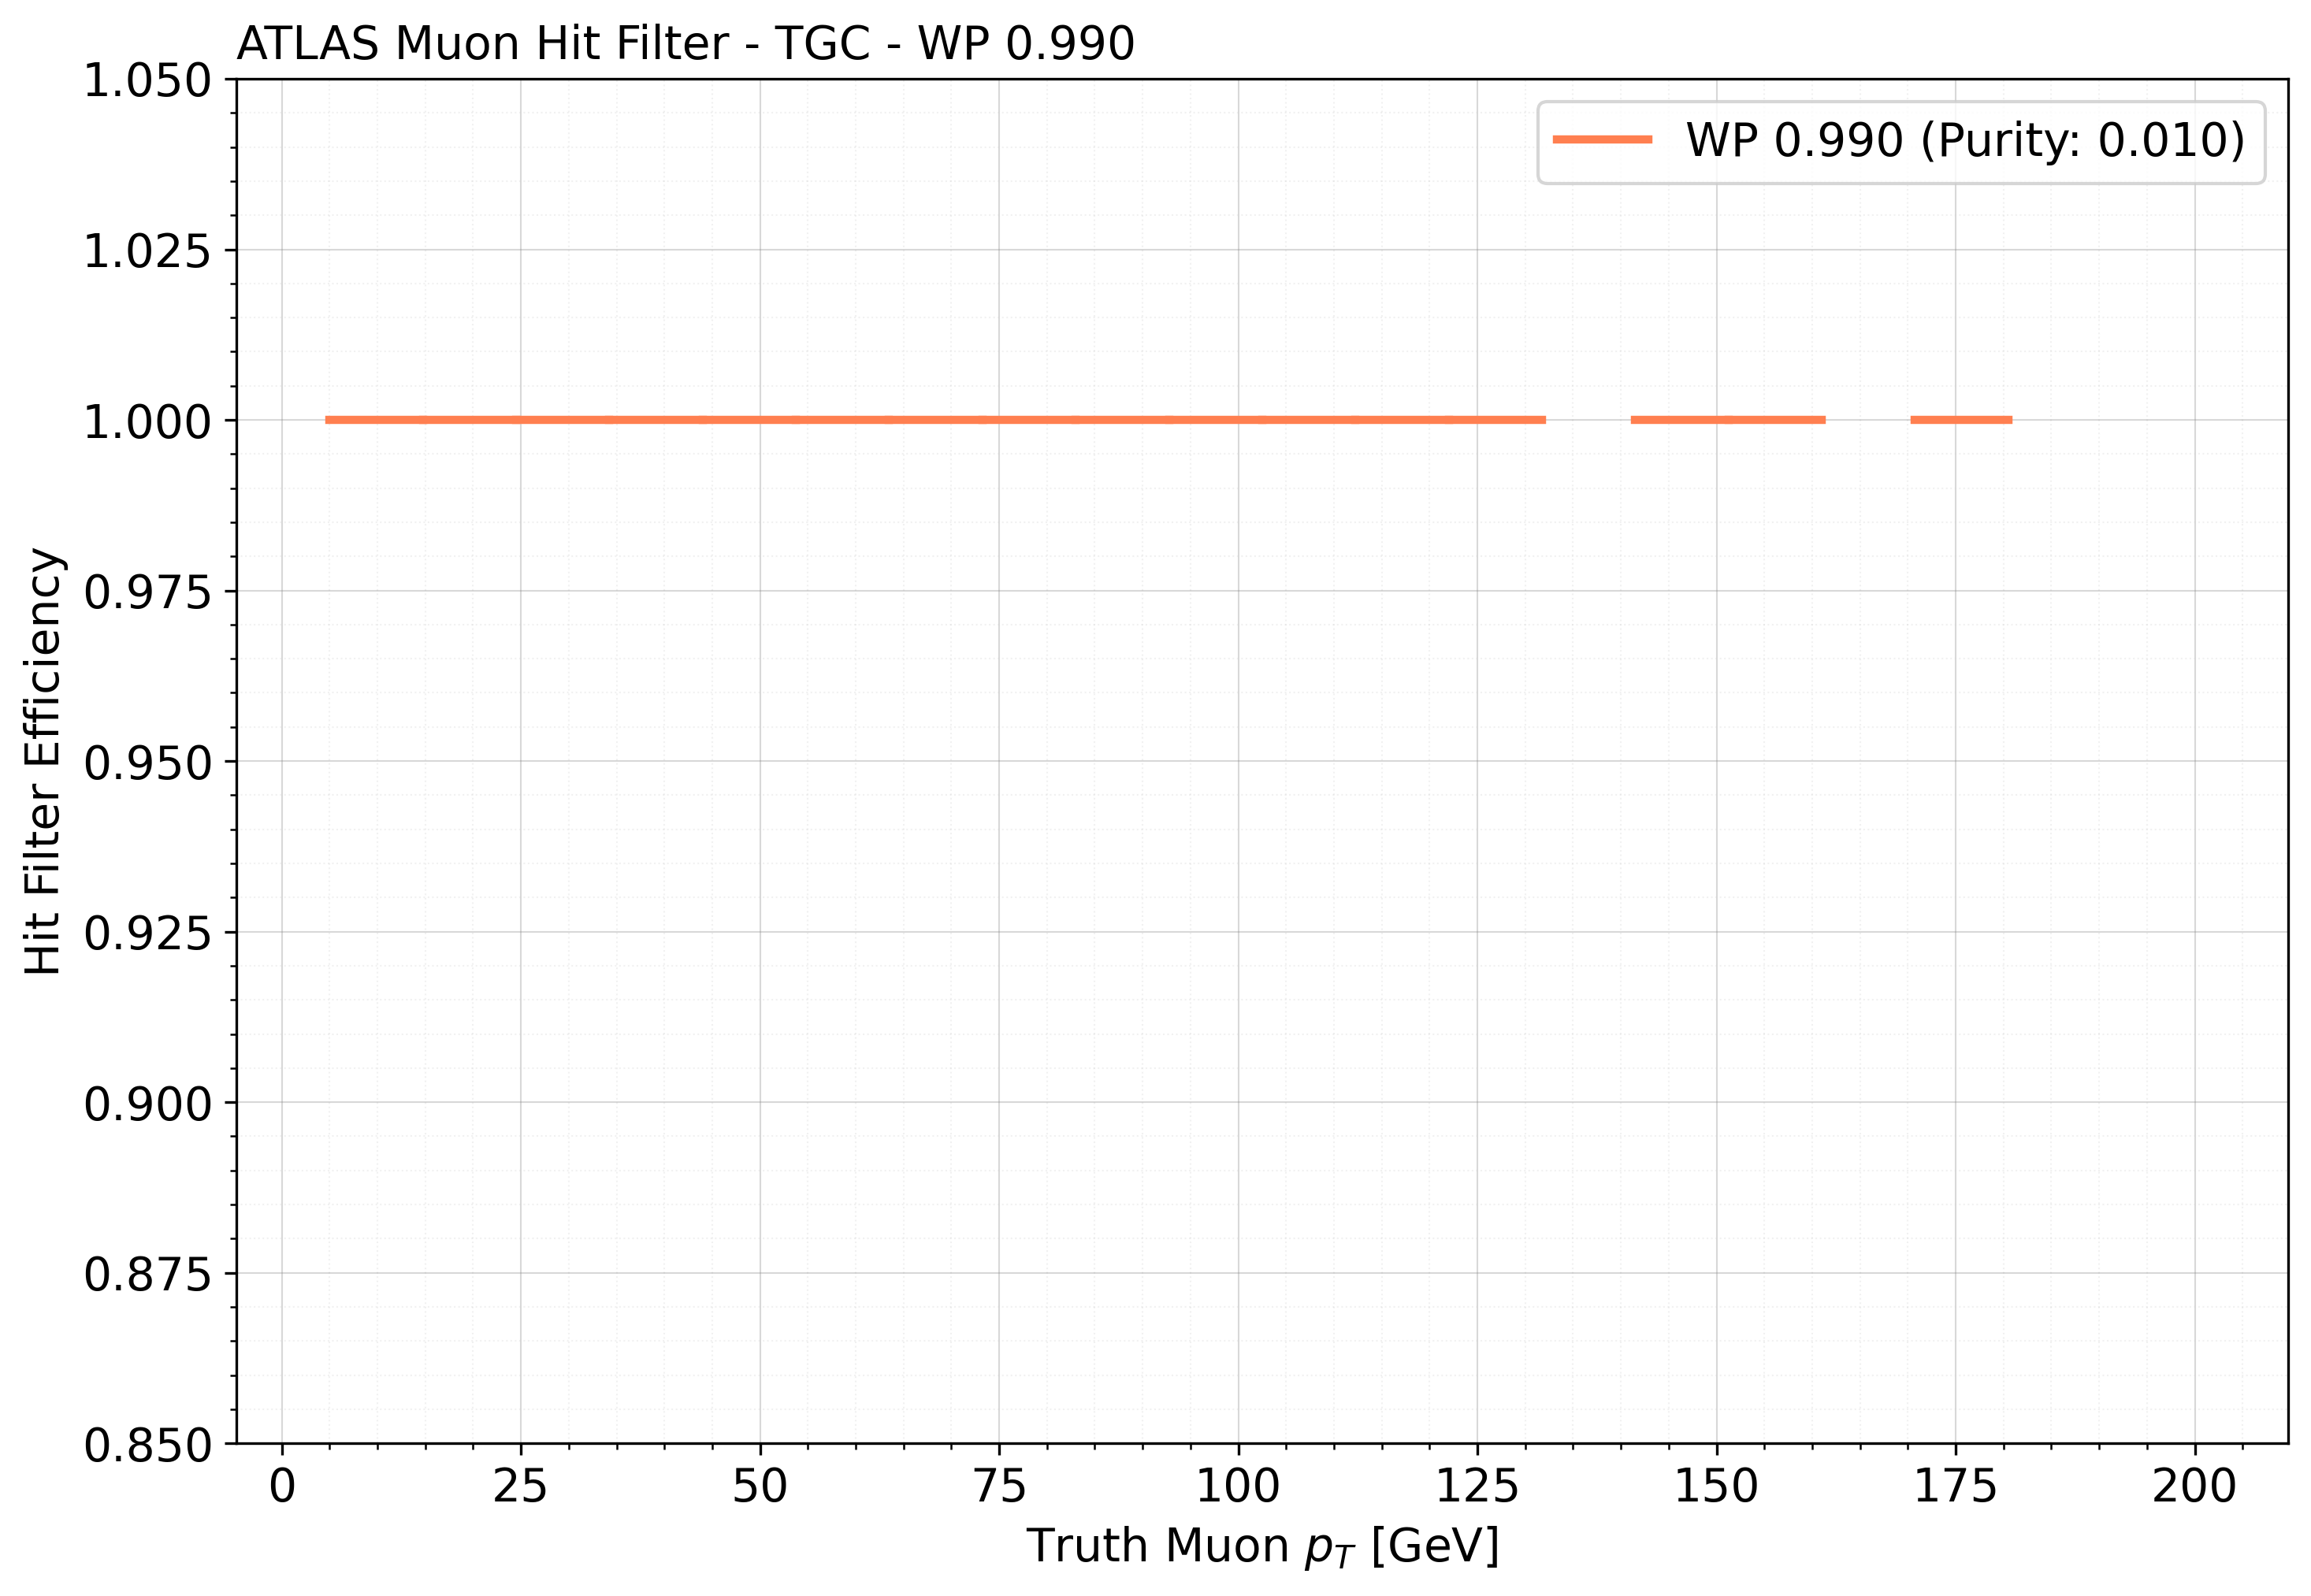 ATLAS Muon Hit Filter - TGC - WP 0.990
1.050
1.025
1.000
0.975
0.950
0.925
0.900
0.875
0.850
Hit Filter Efficiency
WP 0.990 (Purity: 0.010)
0 25 50 75 100 125 150 175 200
Truth Muon p_T [GeV]